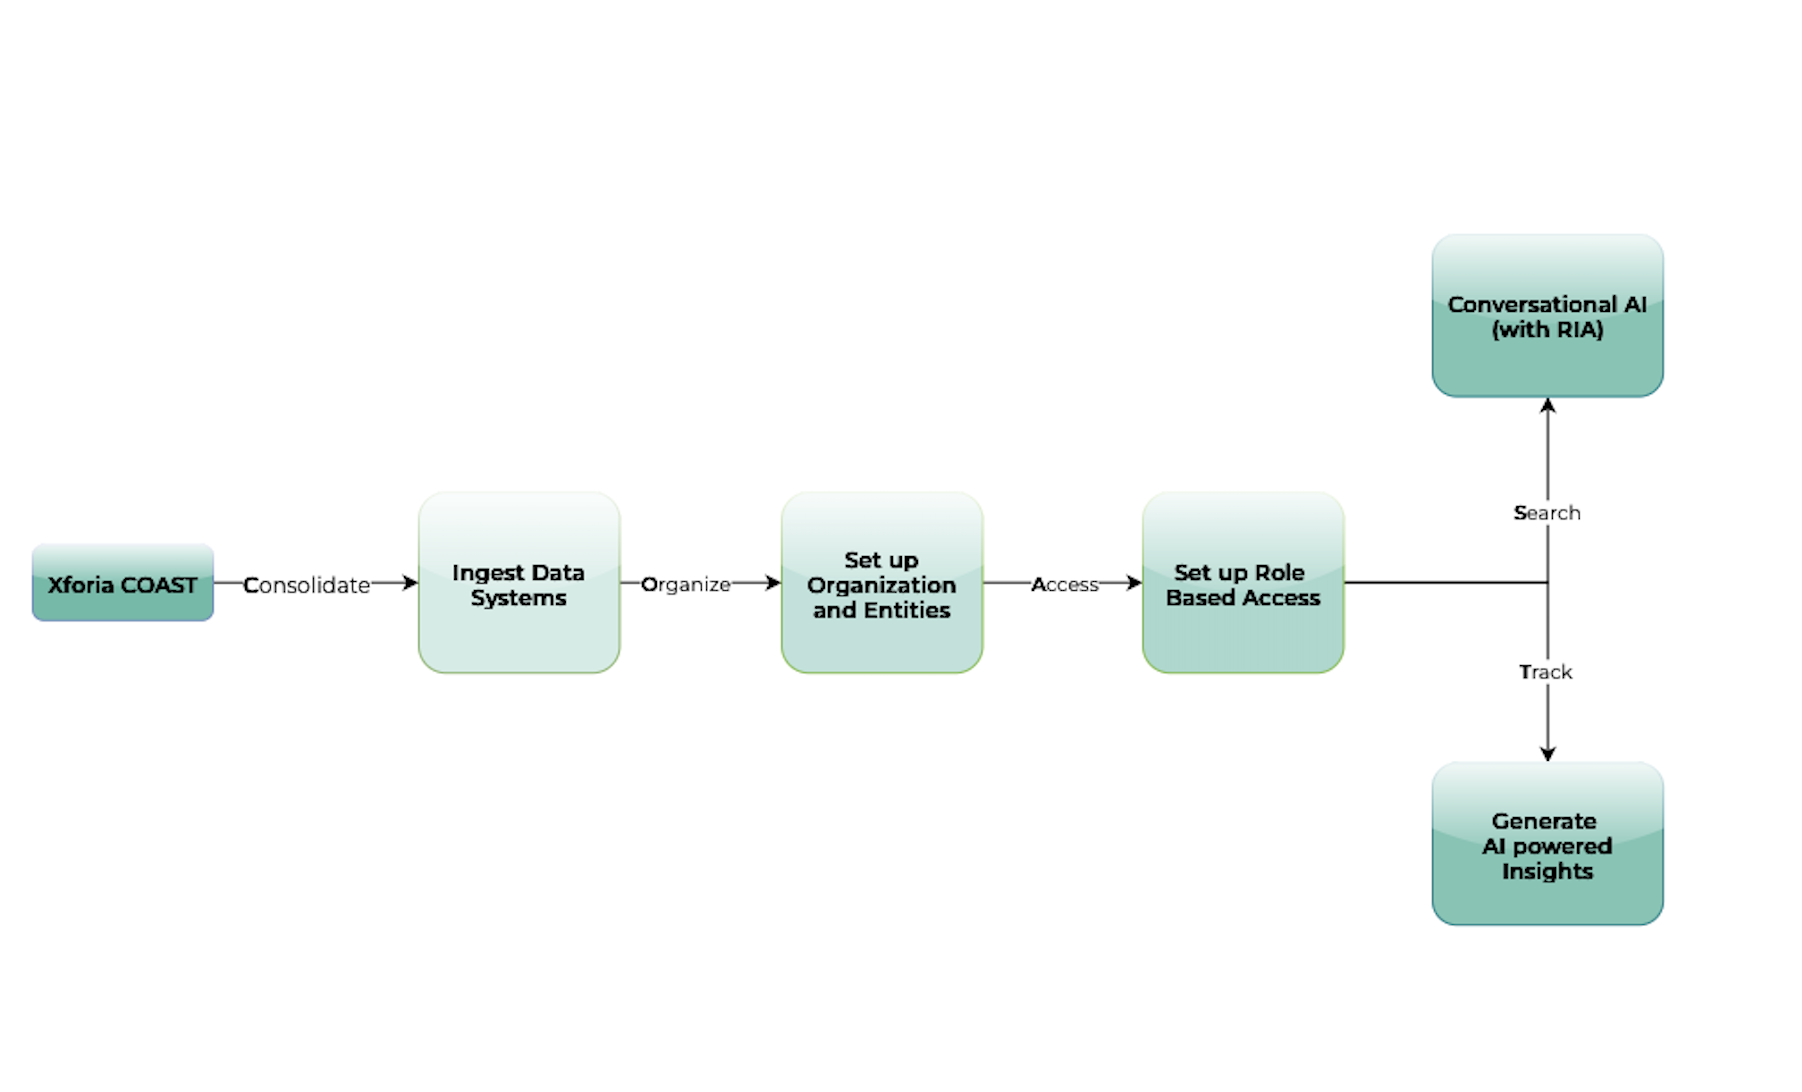 Xforia COAST
Consolidate
Ingest Data
Systems
Organize
Set up
Organization
and Entities
Access
Set up Role
Based Access
Search
Conversational AI
(with RIA)
Track
Generate
AI powered
Insights